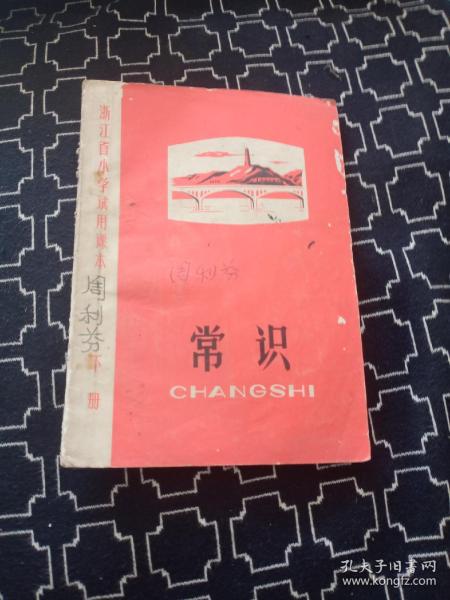 浙江省小学试用课本
周利芬
下册
周利芬
常识
CHANGSHI
孔夫子旧书网
www.kongfz.com